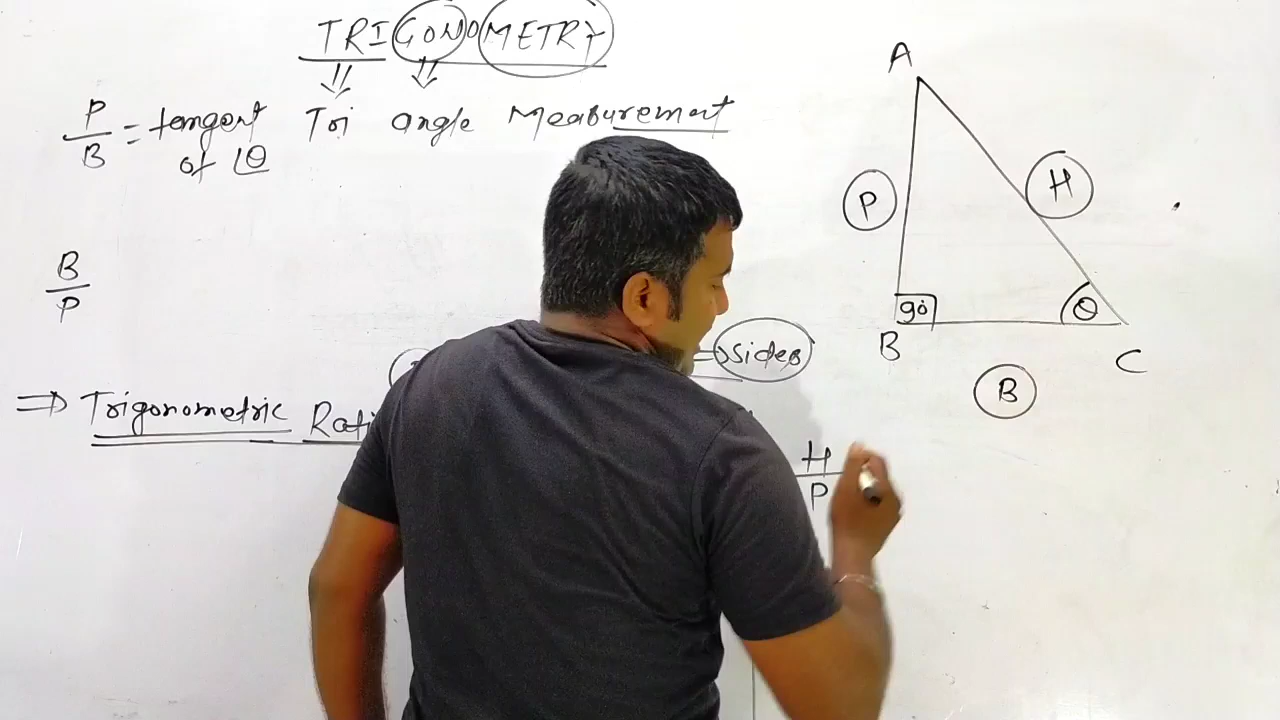 TRIGONOMETRY
P/B = tangent of ∠θ
Tri angle Measurement
B/P
=> sides
⇒ Trigonometric Rati
H/P
A
P
H
90°
θ
B
C
B